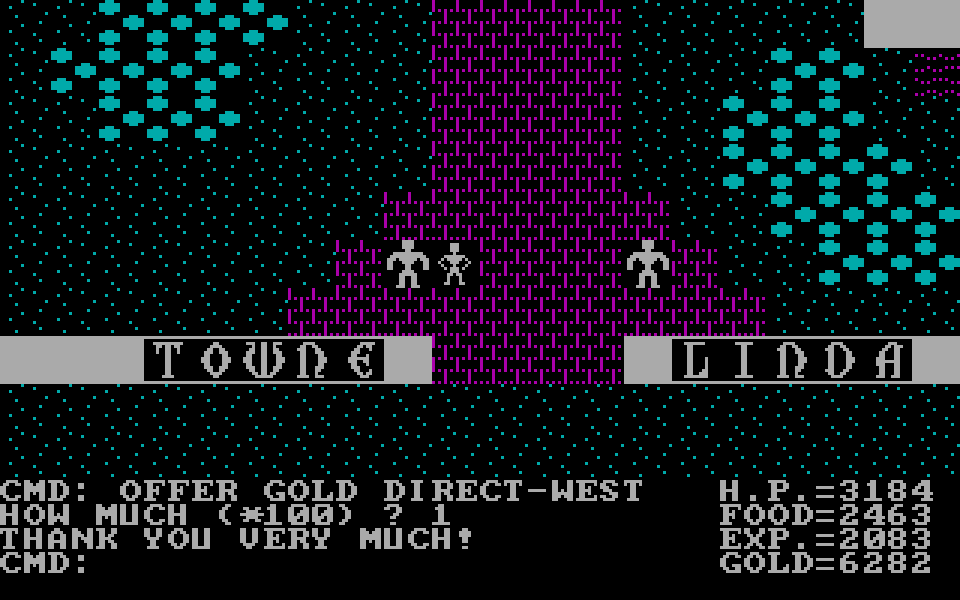 TOWNE LINDA
CMD: OFFER GOLD DIRECT-WEST H.P.=3184
HOW MUCH (*100) ? 1 FOOD=2463
THANK YOU VERY MUCH! EXP.=2083
CMD: GOLD=6282